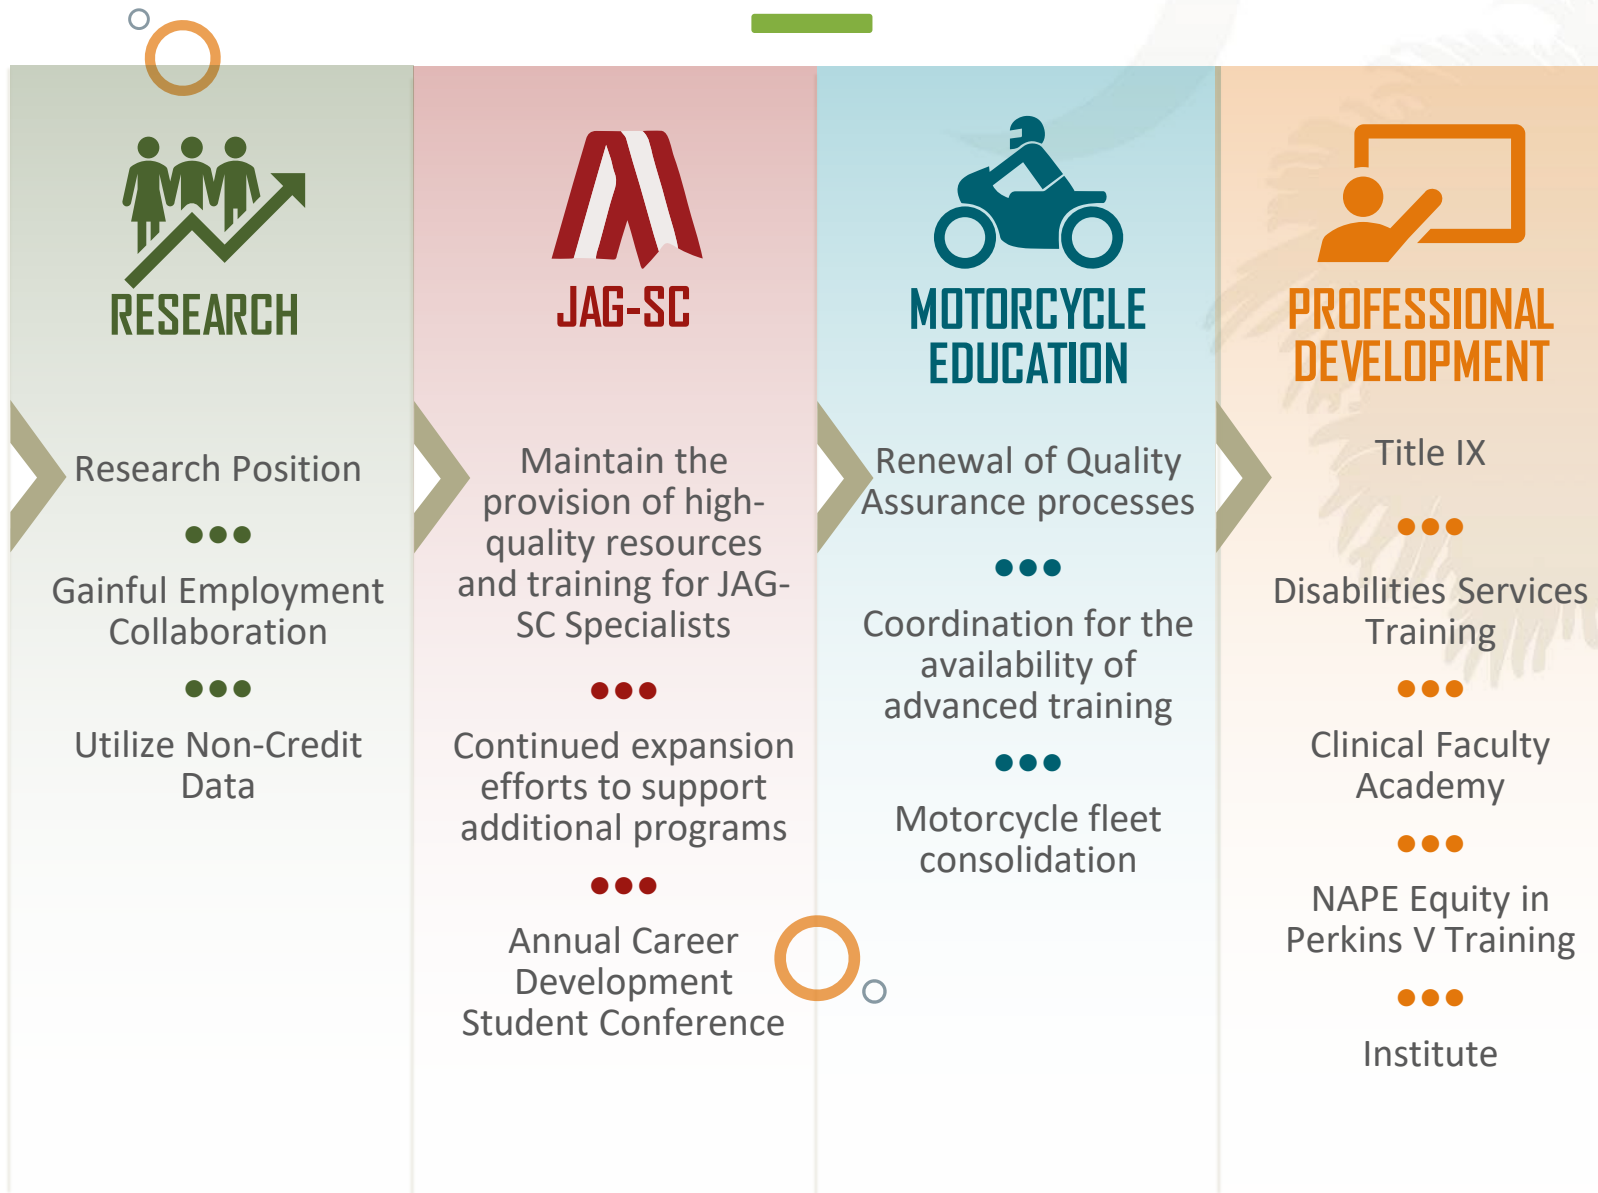 RESEARCH
Research Position
Gainful Employment
Collaboration
Utilize Non-Credit
Data
JAG-SC
Maintain the
provision of high-
quality resources
and training for JAG-
SC Specialists
Continued expansion
efforts to support
additional programs
Annual Career
Development
Student Conference
MOTORCYCLE
EDUCATION
Renewal of Quality
Assurance processes
Coordination for the
availability of
advanced training
Motorcycle fleet
consolidation
PROFESSIONAL
DEVELOPMENT
Title IX
Disabilities Services
Training
Clinical Faculty
Academy
NAPE Equity in
Perkins V Training
Institute